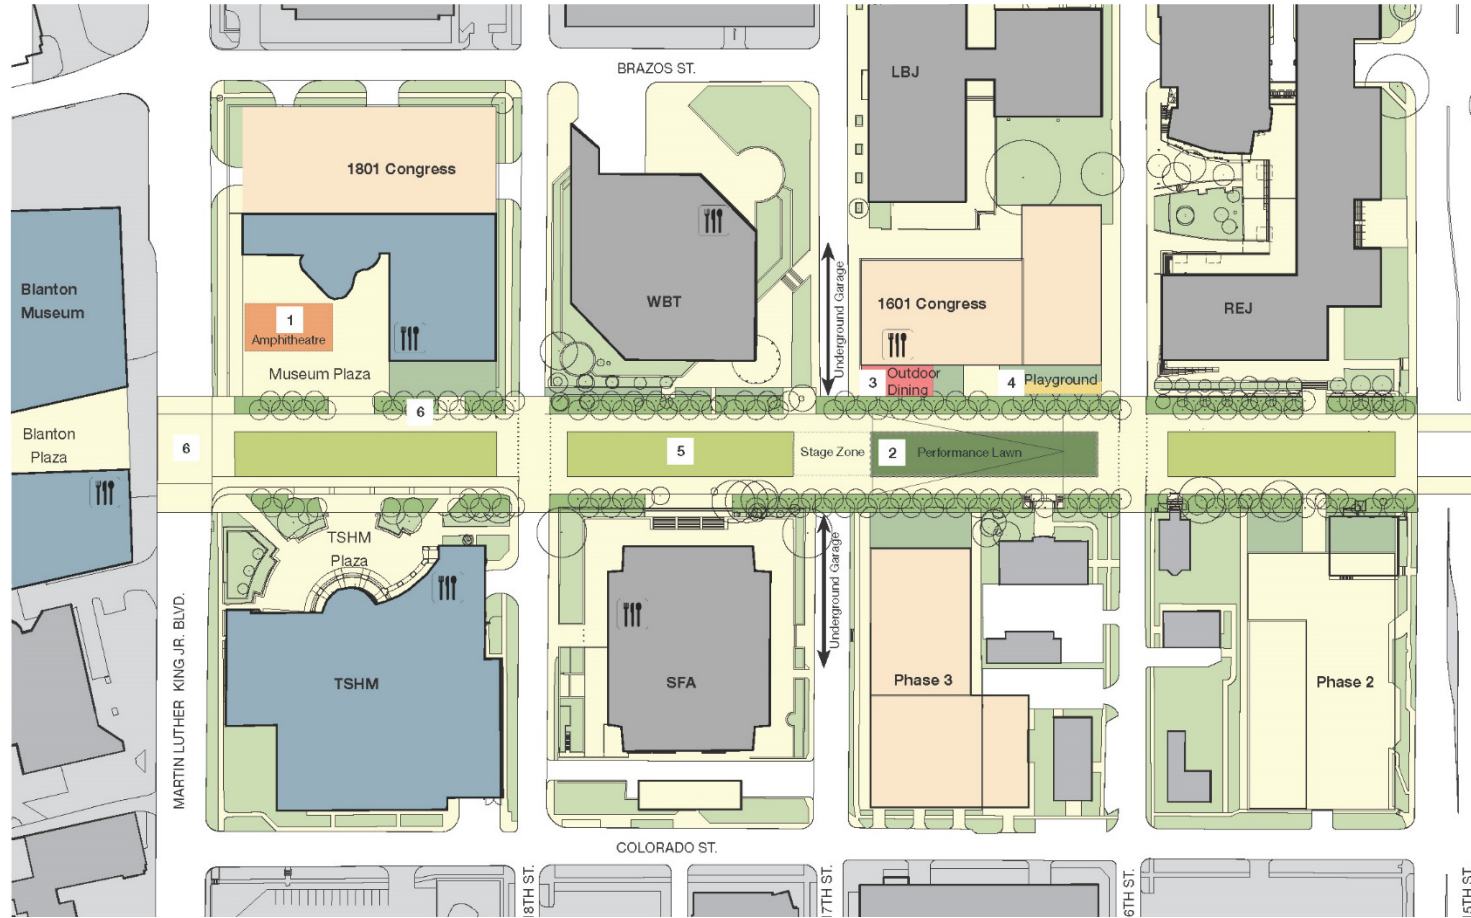 BRAZOS ST.
LBJ
1801 Congress
Blanton
Museum
WBT
Underground Garage
1601 Congress
REJ
1
Amphitheatre
Museum Plaza
3
Outdoor
Dining
4
Playground
6
Blanton
Plaza
6
5
Stage Zone
2
Performance Lawn
TSHM
Plaza
Underground Garage
MARTIN LUTHER KING JR. BLVD.
TSHM
SFA
Phase 3
Phase 2
COLORADO ST.
18TH ST.
17TH ST.
6TH ST.
5TH ST.